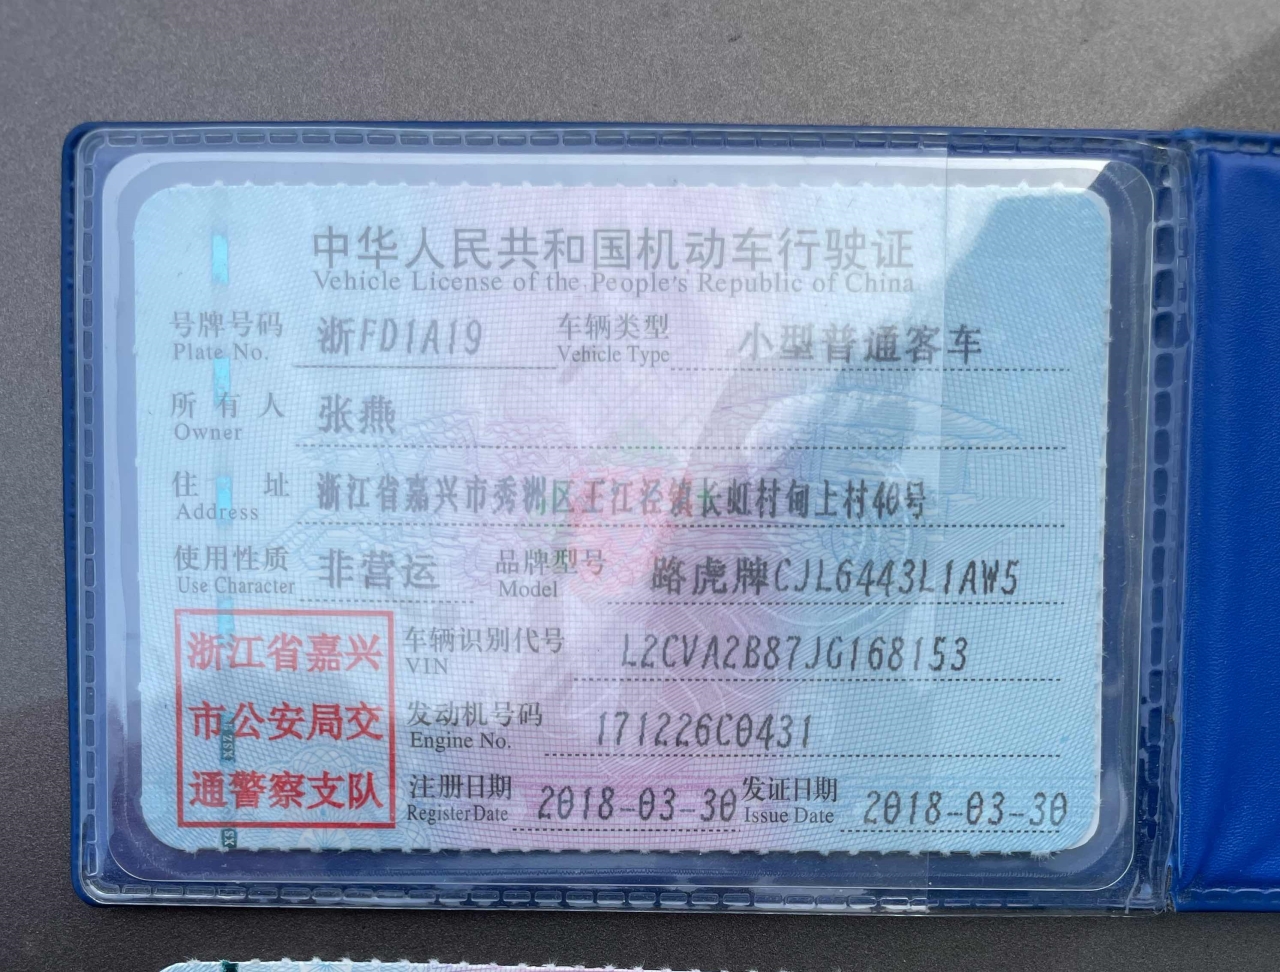 中华人民共和国机动车行驶证
Vehicle License of the People's Republic of China
号牌号码 浙FD1A19 车辆类型 小型普通客车
Plate No. Vehicle Type
所有人 张燕
Owner
住址 浙江省嘉兴市秀洲区王江泾镇长虹村甸上村40号
Address
使用性质 非营运 品牌型号 路虎牌CJL6443L1AW5
Use Character Model
浙江省嘉兴
市公安局交
通警察支队
车辆识别代号 L2CVA2B87JG168153
VIN
发动机号码 171226C0431
Engine No.
注册日期 2018-03-30 发证日期 2018-03-30
Register Date Issue Date